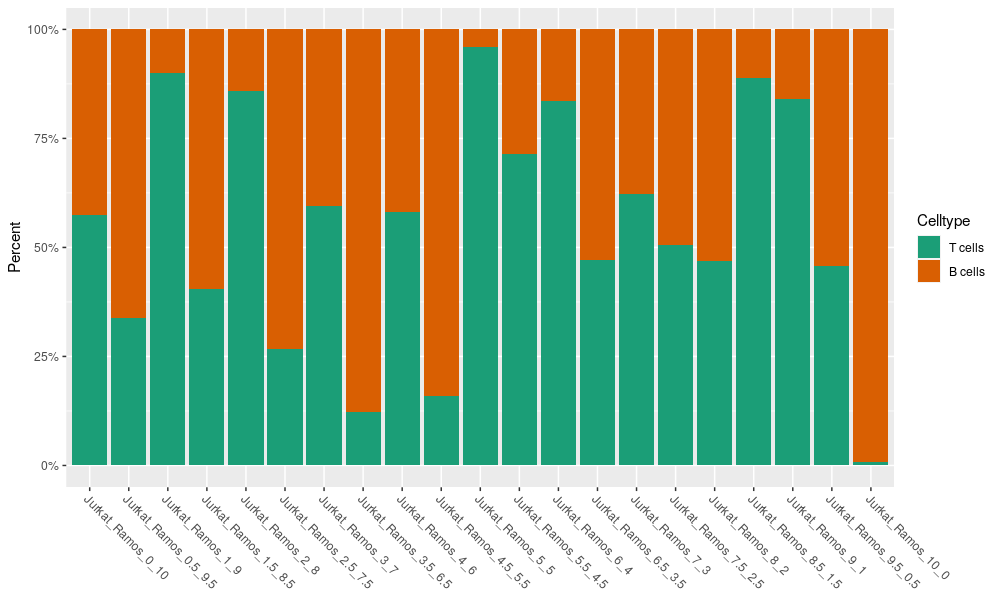 100%
75%
50%
25%
0%
Percent
Celltype
T cells
B cells
Jurkat_Ramos_0_10
Jurkat_Ramos_0.5_9.5
Jurkat_Ramos_1_9
Jurkat_Ramos_1.5_8.5
Jurkat_Ramos_2_8
Jurkat_Ramos_2.5_7.5
Jurkat_Ramos_3_7
Jurkat_Ramos_3.5_6.5
Jurkat_Ramos_4_6
Jurkat_Ramos_4.5_5.5
Jurkat_Ramos_5_5
Jurkat_Ramos_5.5_4.5
Jurkat_Ramos_6_4
Jurkat_Ramos_6.5_3.5
Jurkat_Ramos_7_3
Jurkat_Ramos_7.5_2.5
Jurkat_Ramos_8_2
Jurkat_Ramos_8.5_1.5
Jurkat_Ramos_9_1
Jurkat_Ramos_9.5_0.5
Jurkat_Ramos_10_0